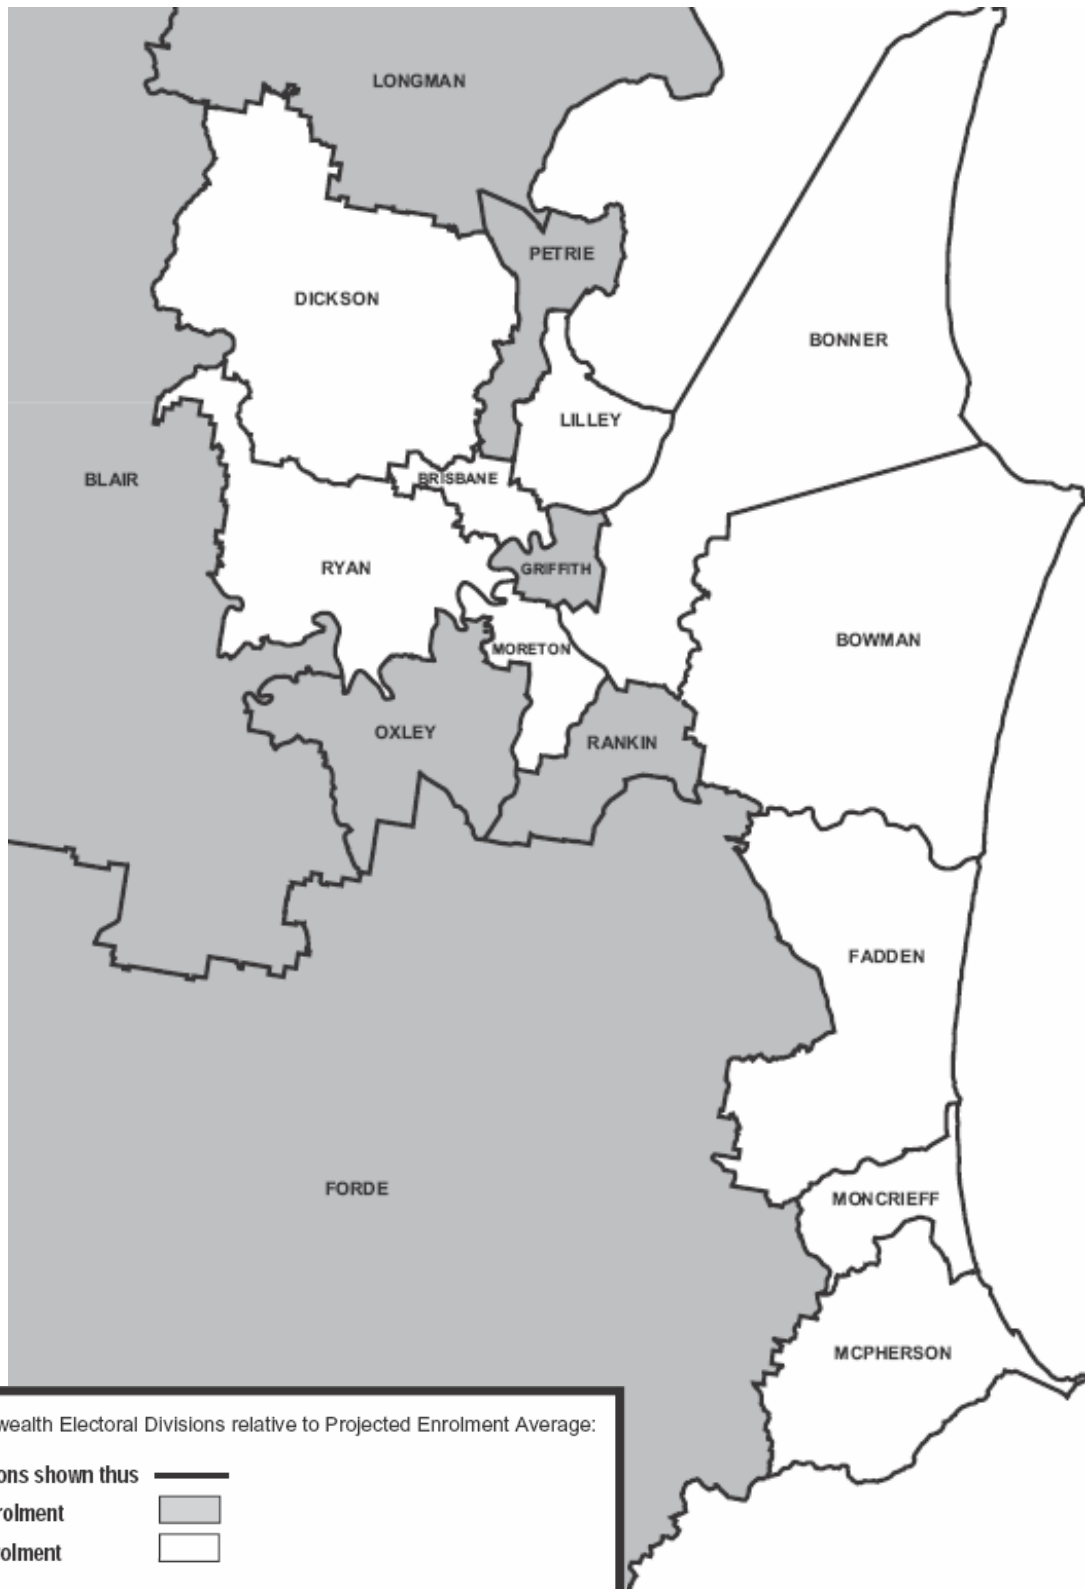 LONGMAN
PETRIE
DICKSON
BONNER
LILLEY
BLAIR
BRISBANE
RYAN
GRIFFITH
BOWMAN
MORETON
OXLEY
RANKIN
FADDEN
FORDE
MONCRIEFF
MCPHERSON
wealth Electoral Divisions relative to Projected Enrolment Average:
ons shown thus
rolment
rolment